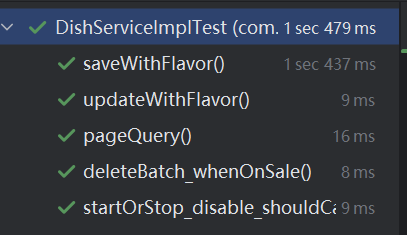 DishServiceImplTest (com. 1 sec 479 ms
saveWithFlavor() 1 sec 437 ms
updateWithFlavor() 9 ms
pageQuery() 16 ms
deleteBatch_whenOnSale() 8 ms
startOrStop_disable_shouldCa 9 ms